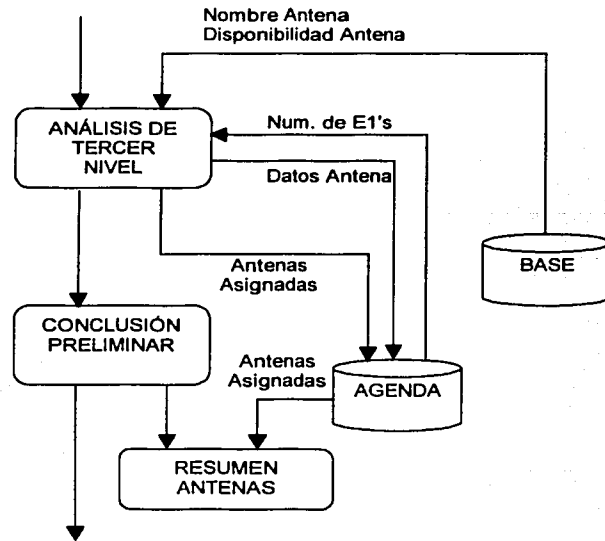 Nombre Antena
Disponibilidad Antena
ANÁLISIS DE
TERCER
NIVEL
Num. de E1's
Datos Antena
Antenas
Asignadas
BASE
CONCLUSIÓN
PRELIMINAR
Antenas
Asignadas
AGENDA
RESUMEN
ANTENAS